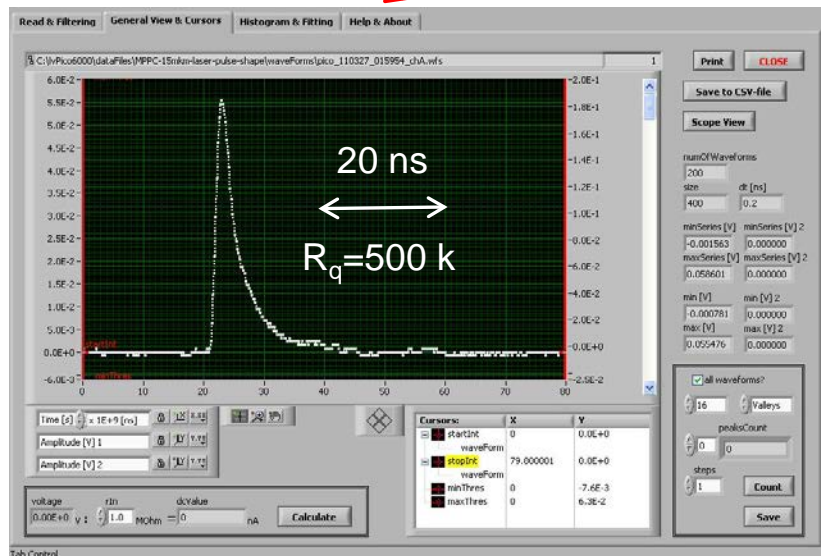 Read & Filtering General View & Cursors Histogram & Fitting Help & About
C:\lvPico6000\dataFiles\MPPC-15mkm-laser-pulse-shape\waveForms\pico_110327_015954_chA.wfs 1
Print CLOSE
Save to CSV-file
Scope View
numOfWaveforms
200
size dt [ns]
400 0.2
minSeries [V] minSeries [V] 2
-0.001563 0.000000
maxSeries [V] maxSeries [V] 2
0.058601 0.000000
min [V] min [V] 2
-0.000781 0.000000
max [V] max [V] 2
0.055476 0.000000
6.0E-2
5.5E-2
5.0E-2
4.5E-2
4.0E-2
3.5E-2
3.0E-2
2.5E-2
2.0E-2
1.5E-2
1.0E-2
5.0E-3
0.0E+0
-6.0E-3
20 ns
Rq=500 k
startInt
minThres
2.0E-1
1.8E-1
1.6E-1
1.4E-1
1.2E-1
1.0E-1
8.0E-2
6.0E-2
4.0E-2
2.0E-2
0.0E+0
-2.5E-2
0 10 20 30 40 50 60 70 80
Time [s] x 1E+9 [ns]
Amplitude [V] 1
Amplitude [V] 2
Cursors: X Y
startInt 0 0.0E+0
waveForm
stopInt 79.000001 0.0E+0
waveForm
minThres 0 -7.6E-3
maxThres 0 6.3E-2
all waveforms?
16 Valleys
peaksCount
0 0
steps
1 Count
Save
voltage rIn dcValue
0.00E+0 V : 1.0 MOhm = 0 nA Calculate
Tab Control